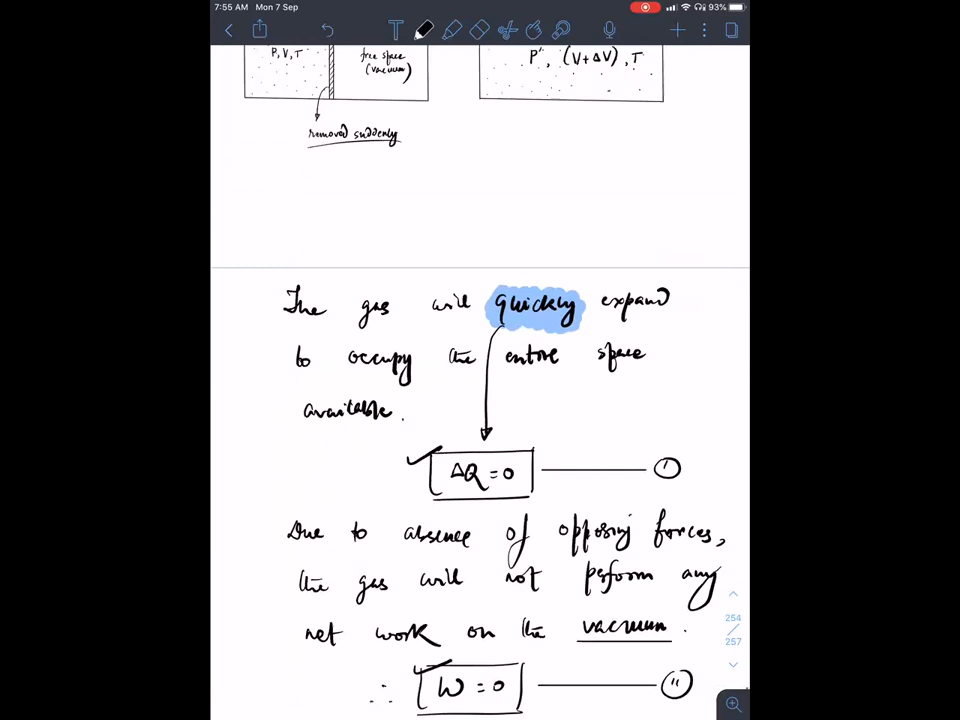 7:55 AM Mon 7 Sep
93%
T
P, V, T
free space
(vacuum)
P', (V+ΔV), T
removed suddenly
The gas will quickly expand
to occupy the entire space
available.
ΔQ = 0 ——— (i)
Due to absence of opposing forces,
the gas will not perform any
net work on the vacuum.
∴ W = 0 ——— (ii)
254
/
257